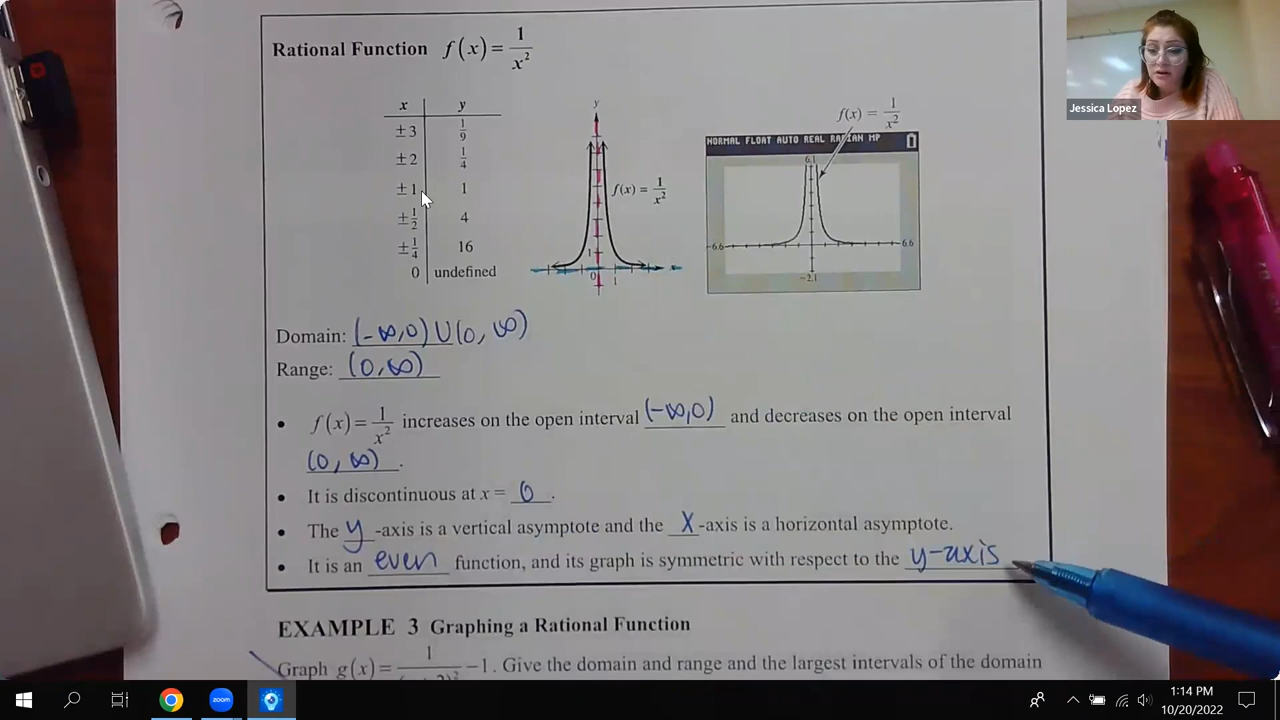 Rational Function f(x) = 1/x²
Jessica Lopez
x y
±3 1/9
±2 1/4
±1 1
±1/2 4
±1/4 16
0 undefined
y
f(x) = 1/x²
1
0 1
x
f(x) = 1/x²
NORMAL FLOAT AUTO REAL RADIAN MP
6.1
-6.6 6.6
-2.1
Domain: (-∞,0) U (0, ∞)
Range: (0,∞)
• f(x) = 1/x² increases on the open interval (-∞,0) and decreases on the open interval
(0, ∞).
• It is discontinuous at x = 0.
• The y-axis is a vertical asymptote and the x-axis is a horizontal asymptote.
• It is an even function, and its graph is symmetric with respect to the y-axis
EXAMPLE 3 Graphing a Rational Function
Graph g(x) = 1 -1. Give the domain and range and the largest intervals of the domain
zoom
1:14 PM
10/20/2022